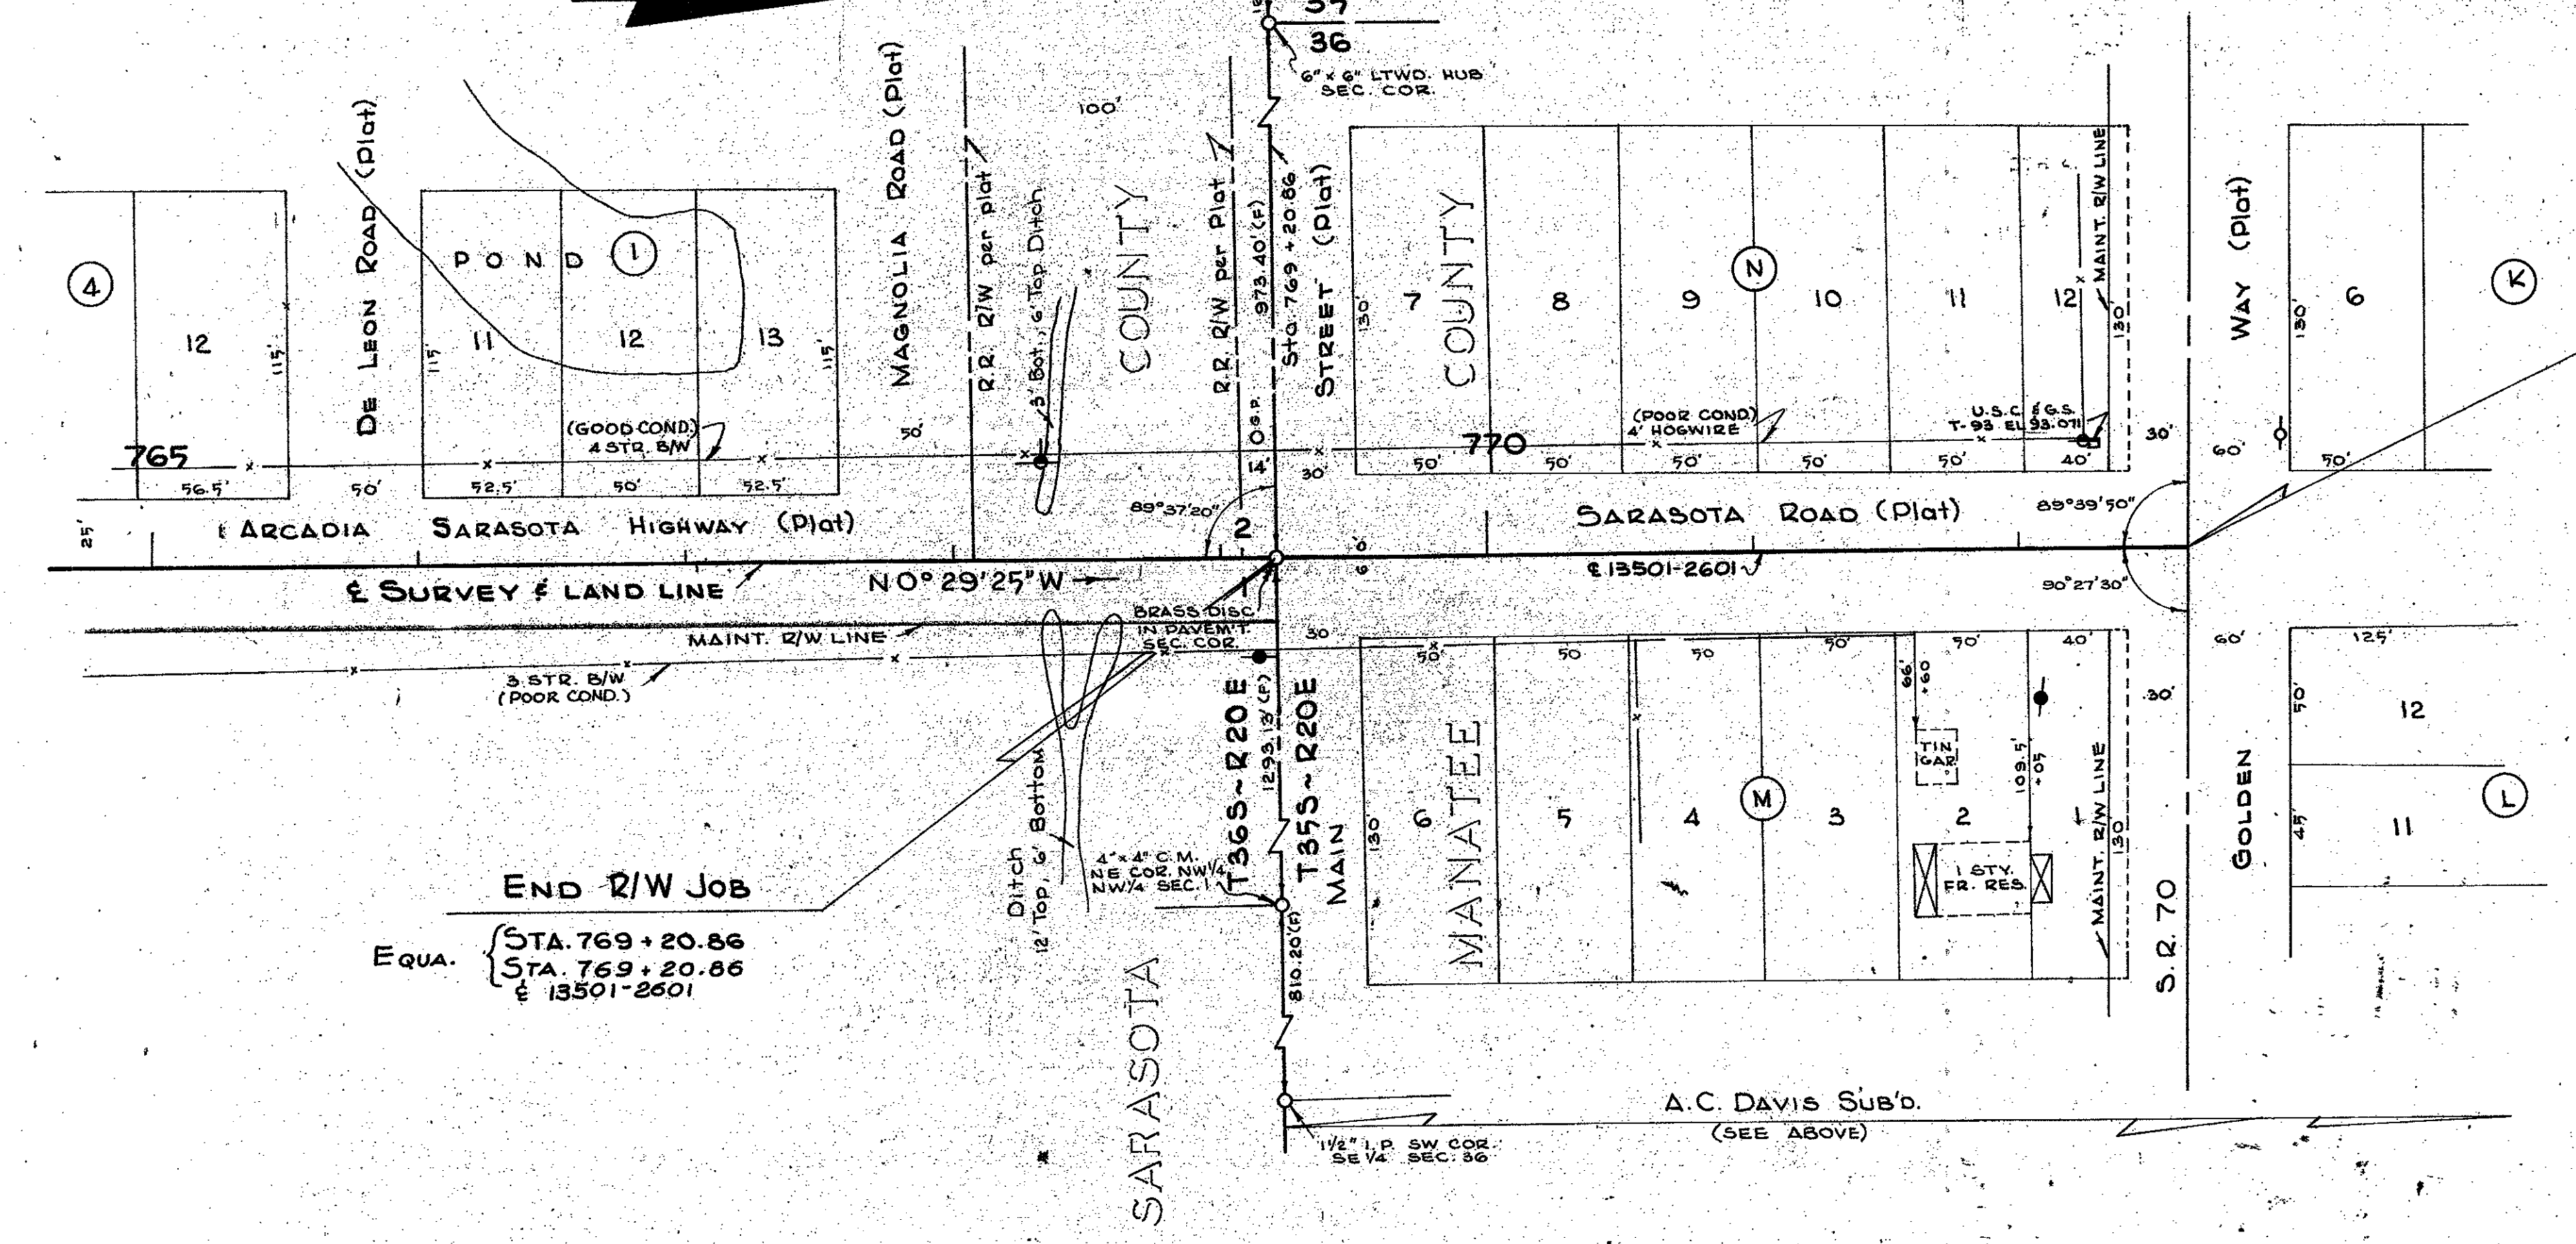 36
6" x 6" LTWD. HUB
SEC. COR.
DE LEON ROAD (Plat)
MAGNOLIA ROAD (Plat)
R.R. R/W per plat
3' Bot., 6' Top Ditch
100'
COUNTY
R.R. R/W per Plat
973.40'(F)
Sta. 769 + 20.86
STREET (Plat)
COUNTY
MAINT. R/W LINE
WAY (Plat)
4
12
115'
POND
1
11
12
13
115'
115'
130'
7
8
9
N
10
11
12
130'
130'
6
K
(GOOD COND.)
4 STR. B/W
50'
O G.P.
14'
(POOR COND.)
4' HOGWIRE
U.S.C. & G.S.
T-93 EL 93.071
30'
60'
765
770
56.5'
50'
52.5'
50'
52.5'
30'
50'
50'
50'
50'
50'
40'
50'
25'
ARCADIA SARASOTA HIGHWAY (Plat)
89°37'20"
2
SARASOTA ROAD (Plat)
89°39'50"
℄ SURVEY & LAND LINE
N 0° 29'25" W
1
℄ 13501-2601
90°27'30"
BRASS DISC
IN PAVEM'T.
SEC. COR.
MAINT. R/W LINE
3 STR. B/W
(POOR COND.)
30
50'
50
50
50'
50'
40'
60'
125'
T36S~R20E
1293.13'(F)
T35S~R20E
MAIN
66'
+60
TIN
GAR.
109.5'
+05
30'
50'
12
130'
6
MANATEE
5
4
M
3
2
1
MAINT. R/W LINE
130
GOLDEN
45'
11
L
1 STY.
FR. RES.
S.R. 70
Ditch
12' Top, 6' Bottom
4" x 4" C.M.
NE COR. NW 1/4
NW 1/4 SEC. 1
810.20'(F)
END R/W JOB
EQUA.
STA. 769 + 20.86
STA. 769 + 20.86
℄ 13501-2601
SARASOTA
A.C. DAVIS SUB'D.
(SEE ABOVE)
1 1/2" I.P. SW COR.
SE 1/4 SEC. 36